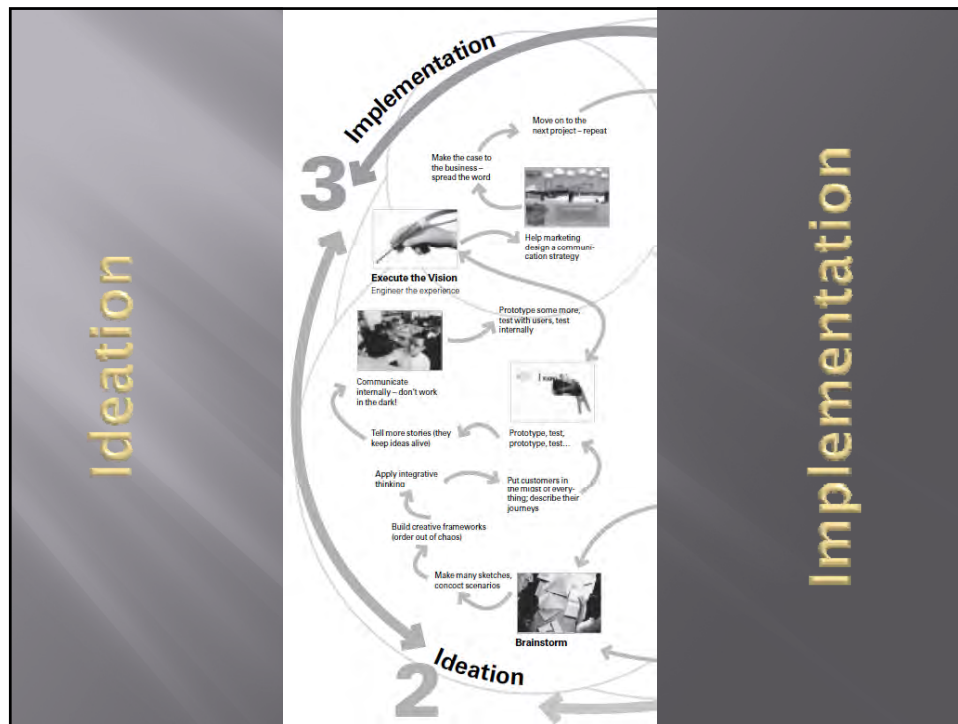 Ideation
Implementation
3
Move on to the
next project – repeat
Make the case to
the business –
spread the word
Help marketing
design a communi-
cation strategy
Execute the Vision
Engineer the experience
Prototype some more,
test with users, test
internally
Communicate
internally – don't work
in the dark!
Tell more stories (they
keep ideas alive)
Prototype, test,
prototype, test…
Apply integrative
thinking
Put customers in
the midst of every-
thing; describe their
journeys
Build creative frameworks
(order out of chaos)
Make many sketches,
concoct scenarios
Brainstorm
Ideation
2
Implementation